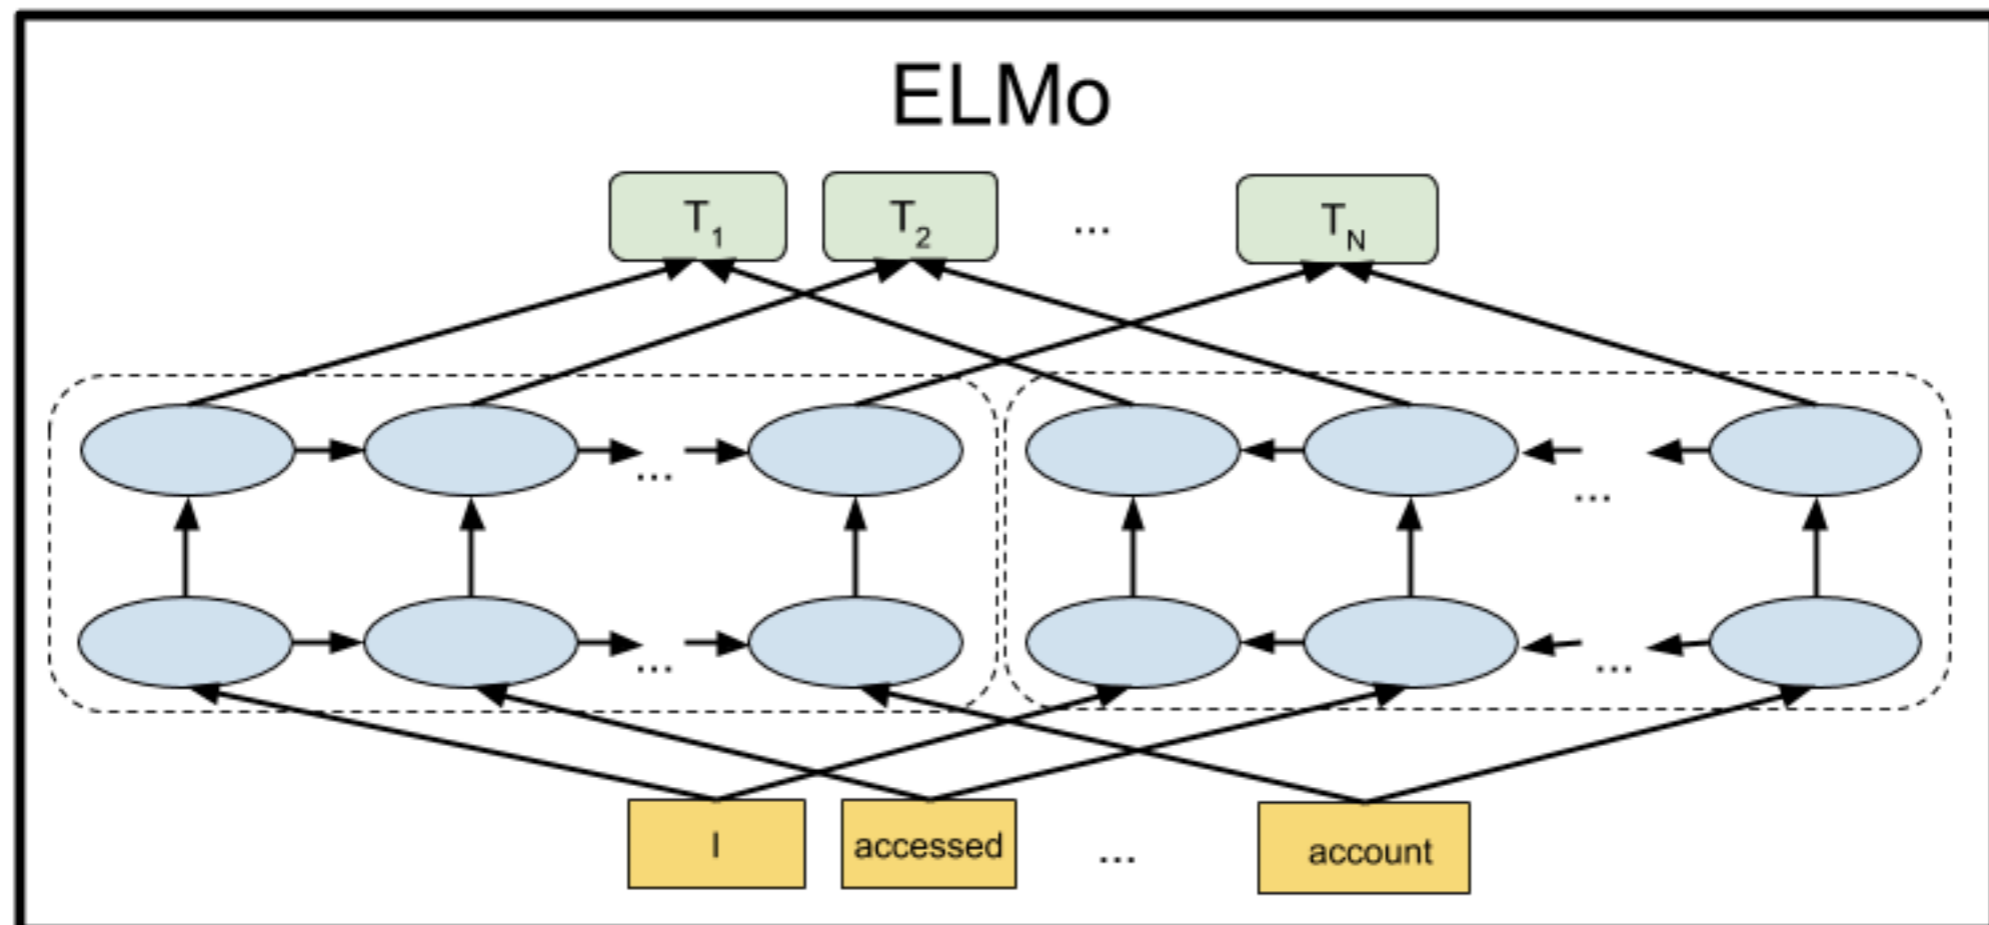 ELMo
T1 T2 ... TN
... ...
... ...
I accessed ... account